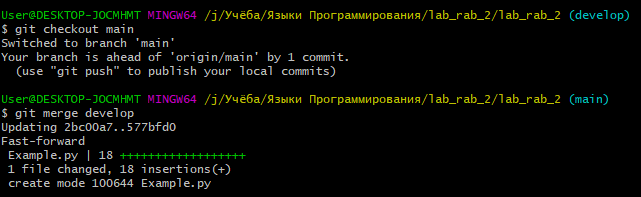 User@DESKTOP-JOCMHMT MINGW64 /j/Учёба/Языки Программирования/lab_rab_2/lab_rab_2 (develop)
$ git checkout main
Switched to branch 'main'
Your branch is ahead of 'origin/main' by 1 commit.
  (use "git push" to publish your local commits)
User@DESKTOP-JOCMHMT MINGW64 /j/Учёба/Языки Программирования/lab_rab_2/lab_rab_2 (main)
$ git merge develop
Updating 2bc00a7..577bfd0
Fast-forward
 Example.py | 18 ++++++++++++++++++
 1 file changed, 18 insertions(+)
 create mode 100644 Example.py